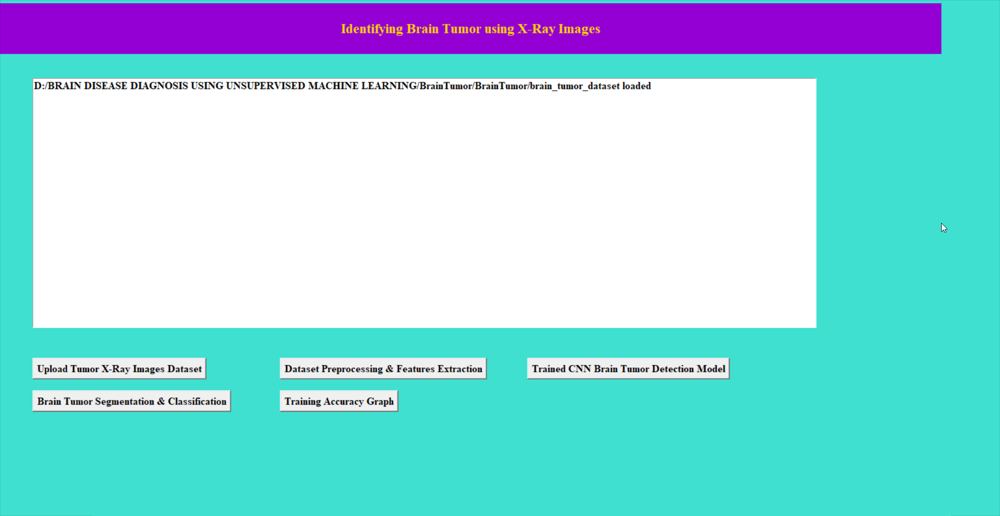 Identifying Brain Tumor using X-Ray Images
D:/BRAIN DISEASE DIAGNOSIS USING UNSUPERVISED MACHINE LEARNING/BrainTumor/BrainTumor/brain_tumor_dataset loaded
Upload Tumor X-Ray Images Dataset
Dataset Preprocessing & Features Extraction
Trained CNN Brain Tumor Detection Model
Brain Tumor Segmentation & Classification
Training Accuracy Graph